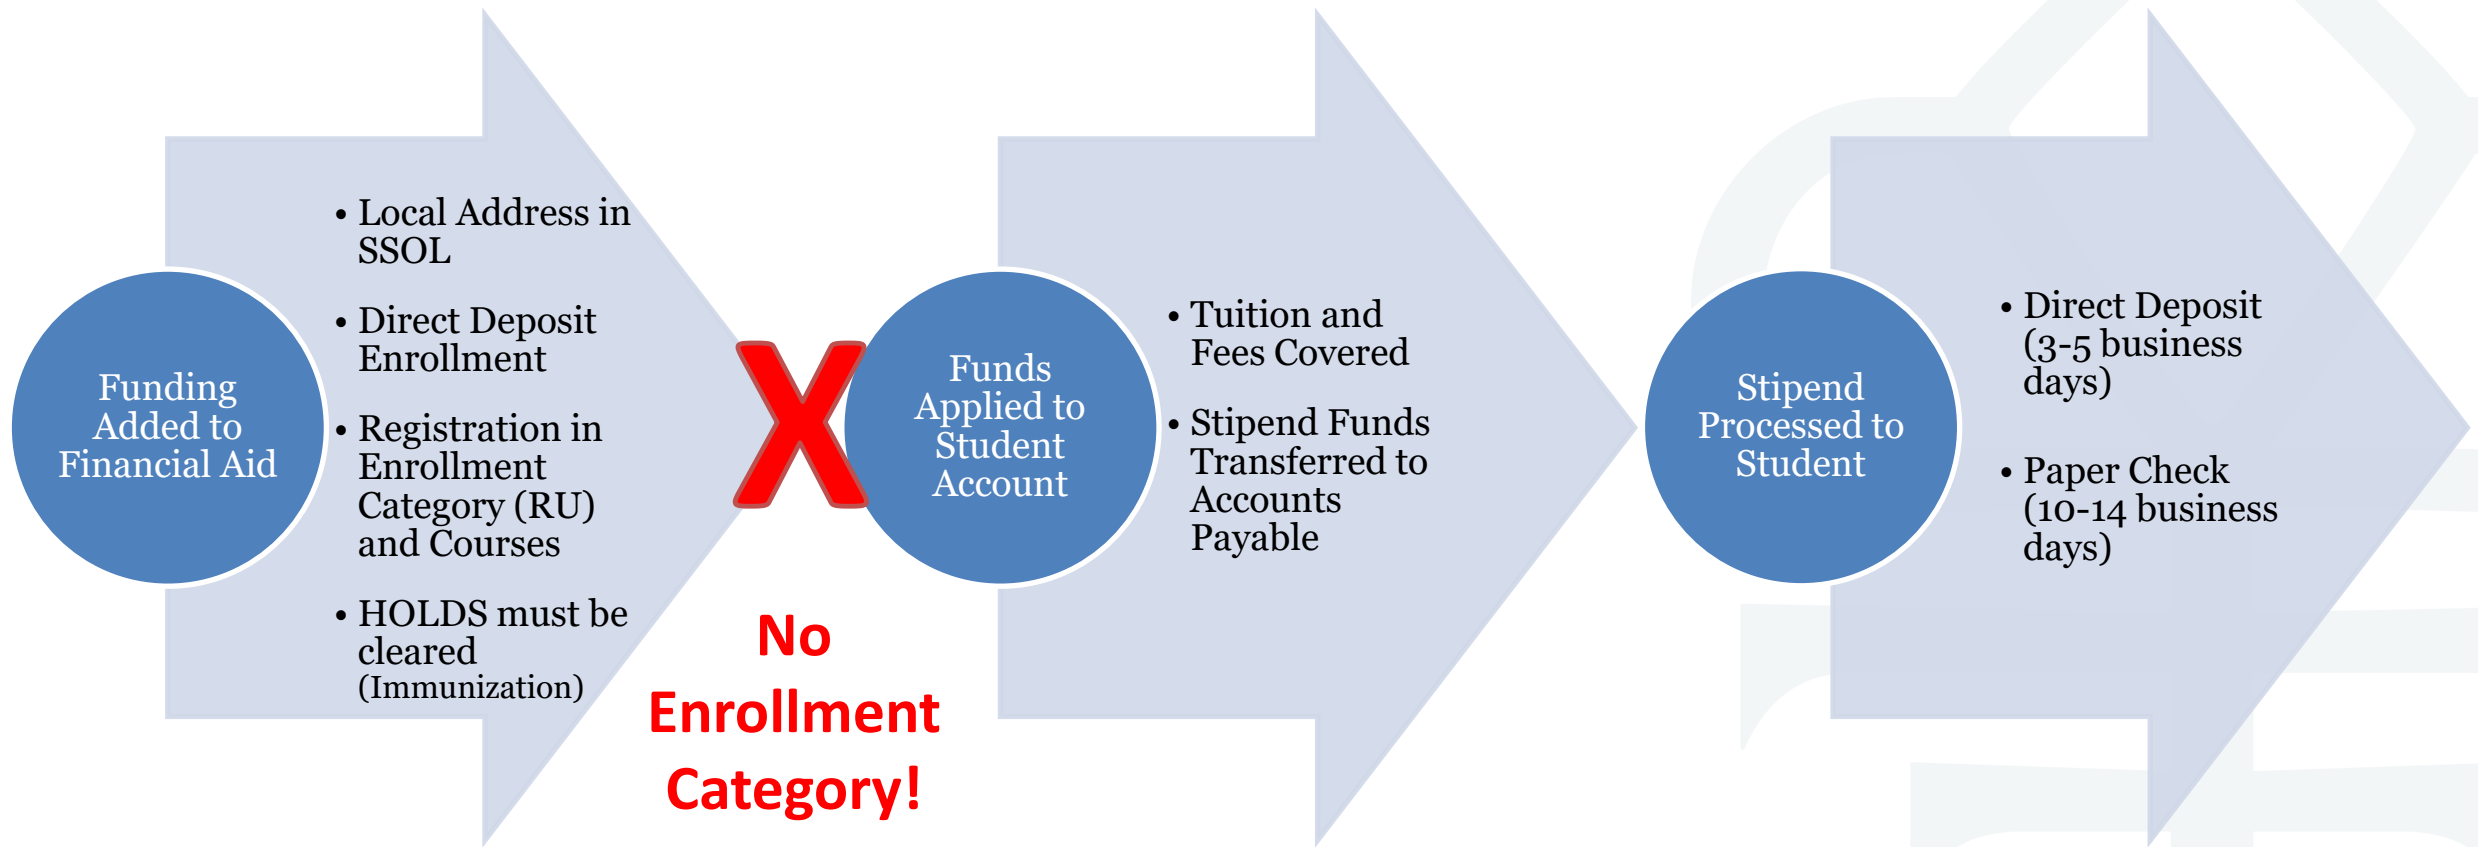 Funding
Added to
Financial Aid
• Local Address in
SSOL
• Direct Deposit
Enrollment
• Registration in
Enrollment
Category (RU)
and Courses
• HOLDS must be
cleared
(Immunization)
X
No
Enrollment
Category!
Funds
Applied to
Student
Account
• Tuition and
Fees Covered
• Stipend Funds
Transferred to
Accounts
Payable
Stipend
Processed to
Student
• Direct Deposit
(3-5 business
days)
• Paper Check
(10-14 business
days)